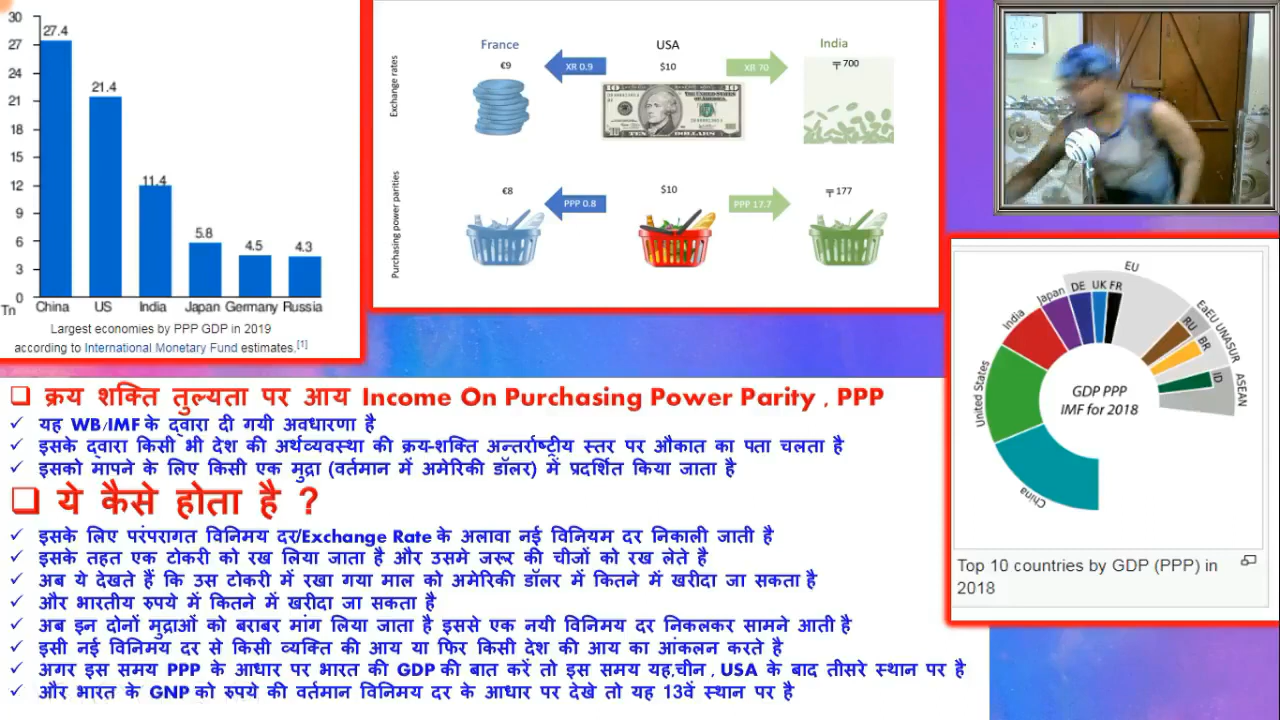 30
27
24
21
18
15
12
9
6
3
0
Tn
27.4
21.4
11.4
5.8
4.5
4.3
China US India Japan Germany Russia
Largest economies by PPP GDP in 2019
according to International Monetary Fund estimates.[1]
Exchange rates
France USA India
€9 XR 0.9 $10 XR 70 ₸700
Purchasing power parities
€8 PPP 0.8 $10 PPP 17.7 ₸177
EU
EaEU UNASUR
ASEAN
China
United States
India
Japan
DE
UK
FR
RU
BR
ID
GDP PPP
IMF for 2018
Top 10 countries by GDP (PPP) in
2018
❑ क्रय शक्ति तुल्यता पर आय Income On Purchasing Power Parity , PPP
✓ यह WB/IMF के द्वारा दी गयी अवधारणा है
✓ इसके द्वारा किसी भी देश की अर्थव्यवस्था की क्रय-शक्ति अन्तर्राष्ट्रीय स्तर पर औकात का पता चलता है
✓ इसको मापने के लिए किसी एक मुद्रा (वर्तमान में अमेरिकी डॉलर) में प्रदर्शित किया जाता है
❑ ये कैसे होता है ?
✓ इसके लिए परंपरागत विनिमय दर/Exchange Rate के अलावा नई विनियम दर निकाली जाती है
✓ इसके तहत एक टोकरी को रख लिया जाता है और उसमे जरूर की चीजों को रख लेते है
✓ अब ये देखते हैं कि उस टोकरी में रखा गया माल को अमेरिकी डॉलर में कितने में खरीदा जा सकता है
✓ और भारतीय रुपये में कितने में खरीदा जा सकता है
✓ अब इन दोनों मुद्राओं को बराबर मांग लिया जाता है इससे एक नयी विनिमय दर निकलकर सामने आती है
✓ इसी नई विनिमय दर से किसी व्यक्ति की आय या फिर किसी देश की आय का आंकलन करते है
✓ अगर इस समय PPP के आधार पर भारत की GDP की बात करें तो इस समय यह,चीन , USA के बाद तीसरे स्थान पर है
✓ और भारत के GNP को रुपये की वर्तमान विनिमय दर के आधार पर देखे तो यह 13वें स्थान पर है